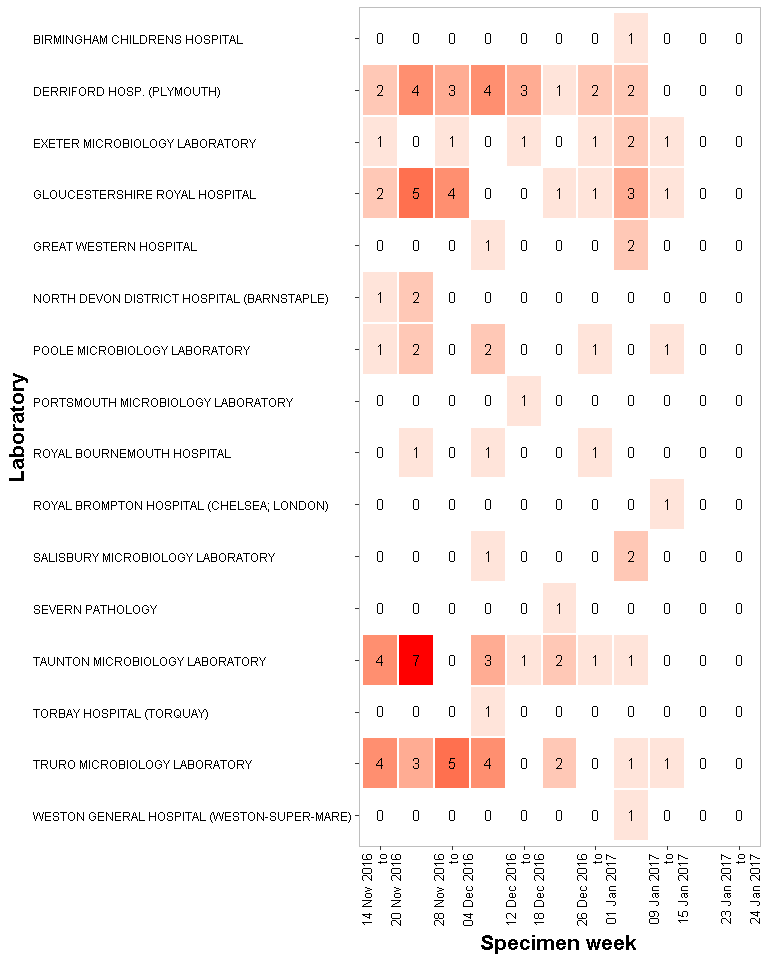 BIRMINGHAM CHILDRENS HOSPITAL 0 0 0 0 0 0 0 1 0 0 0
DERRIFORD HOSP. (PLYMOUTH) 2 4 3 4 3 1 2 2 0 0 0
EXETER MICROBIOLOGY LABORATORY 1 0 1 0 1 0 1 2 1 0 0
GLOUCESTERSHIRE ROYAL HOSPITAL 2 5 4 0 0 1 1 3 1 0 0
GREAT WESTERN HOSPITAL 0 0 0 1 0 0 0 2 0 0 0
NORTH DEVON DISTRICT HOSPITAL (BARNSTAPLE) 1 2 0 0 0 0 0 0 0 0 0
POOLE MICROBIOLOGY LABORATORY 1 2 0 2 0 0 1 0 1 0 0
PORTSMOUTH MICROBIOLOGY LABORATORY 0 0 0 0 1 0 0 0 0 0 0
Laboratory
ROYAL BOURNEMOUTH HOSPITAL 0 1 0 1 0 0 1 0 0 0 0
ROYAL BROMPTON HOSPITAL (CHELSEA; LONDON) 0 0 0 0 0 0 0 0 1 0 0
SALISBURY MICROBIOLOGY LABORATORY 0 0 0 1 0 0 0 2 0 0 0
SEVERN PATHOLOGY 0 0 0 0 0 1 0 0 0 0 0
TAUNTON MICROBIOLOGY LABORATORY 4 7 0 3 1 2 1 1 0 0 0
TORBAY HOSPITAL (TORQUAY) 0 0 0 1 0 0 0 0 0 0 0
TRURO MICROBIOLOGY LABORATORY 4 3 5 4 0 2 0 1 1 0 0
WESTON GENERAL HOSPITAL (WESTON-SUPER-MARE) 0 0 0 0 0 0 0 1 0 0 0
14 Nov 2016
to
20 Nov 2016
28 Nov 2016
to
04 Dec 2016
12 Dec 2016
to
18 Dec 2016
26 Dec 2016
to
01 Jan 2017
09 Jan 2017
to
15 Jan 2017
23 Jan 2017
to
24 Jan 2017
Specimen week